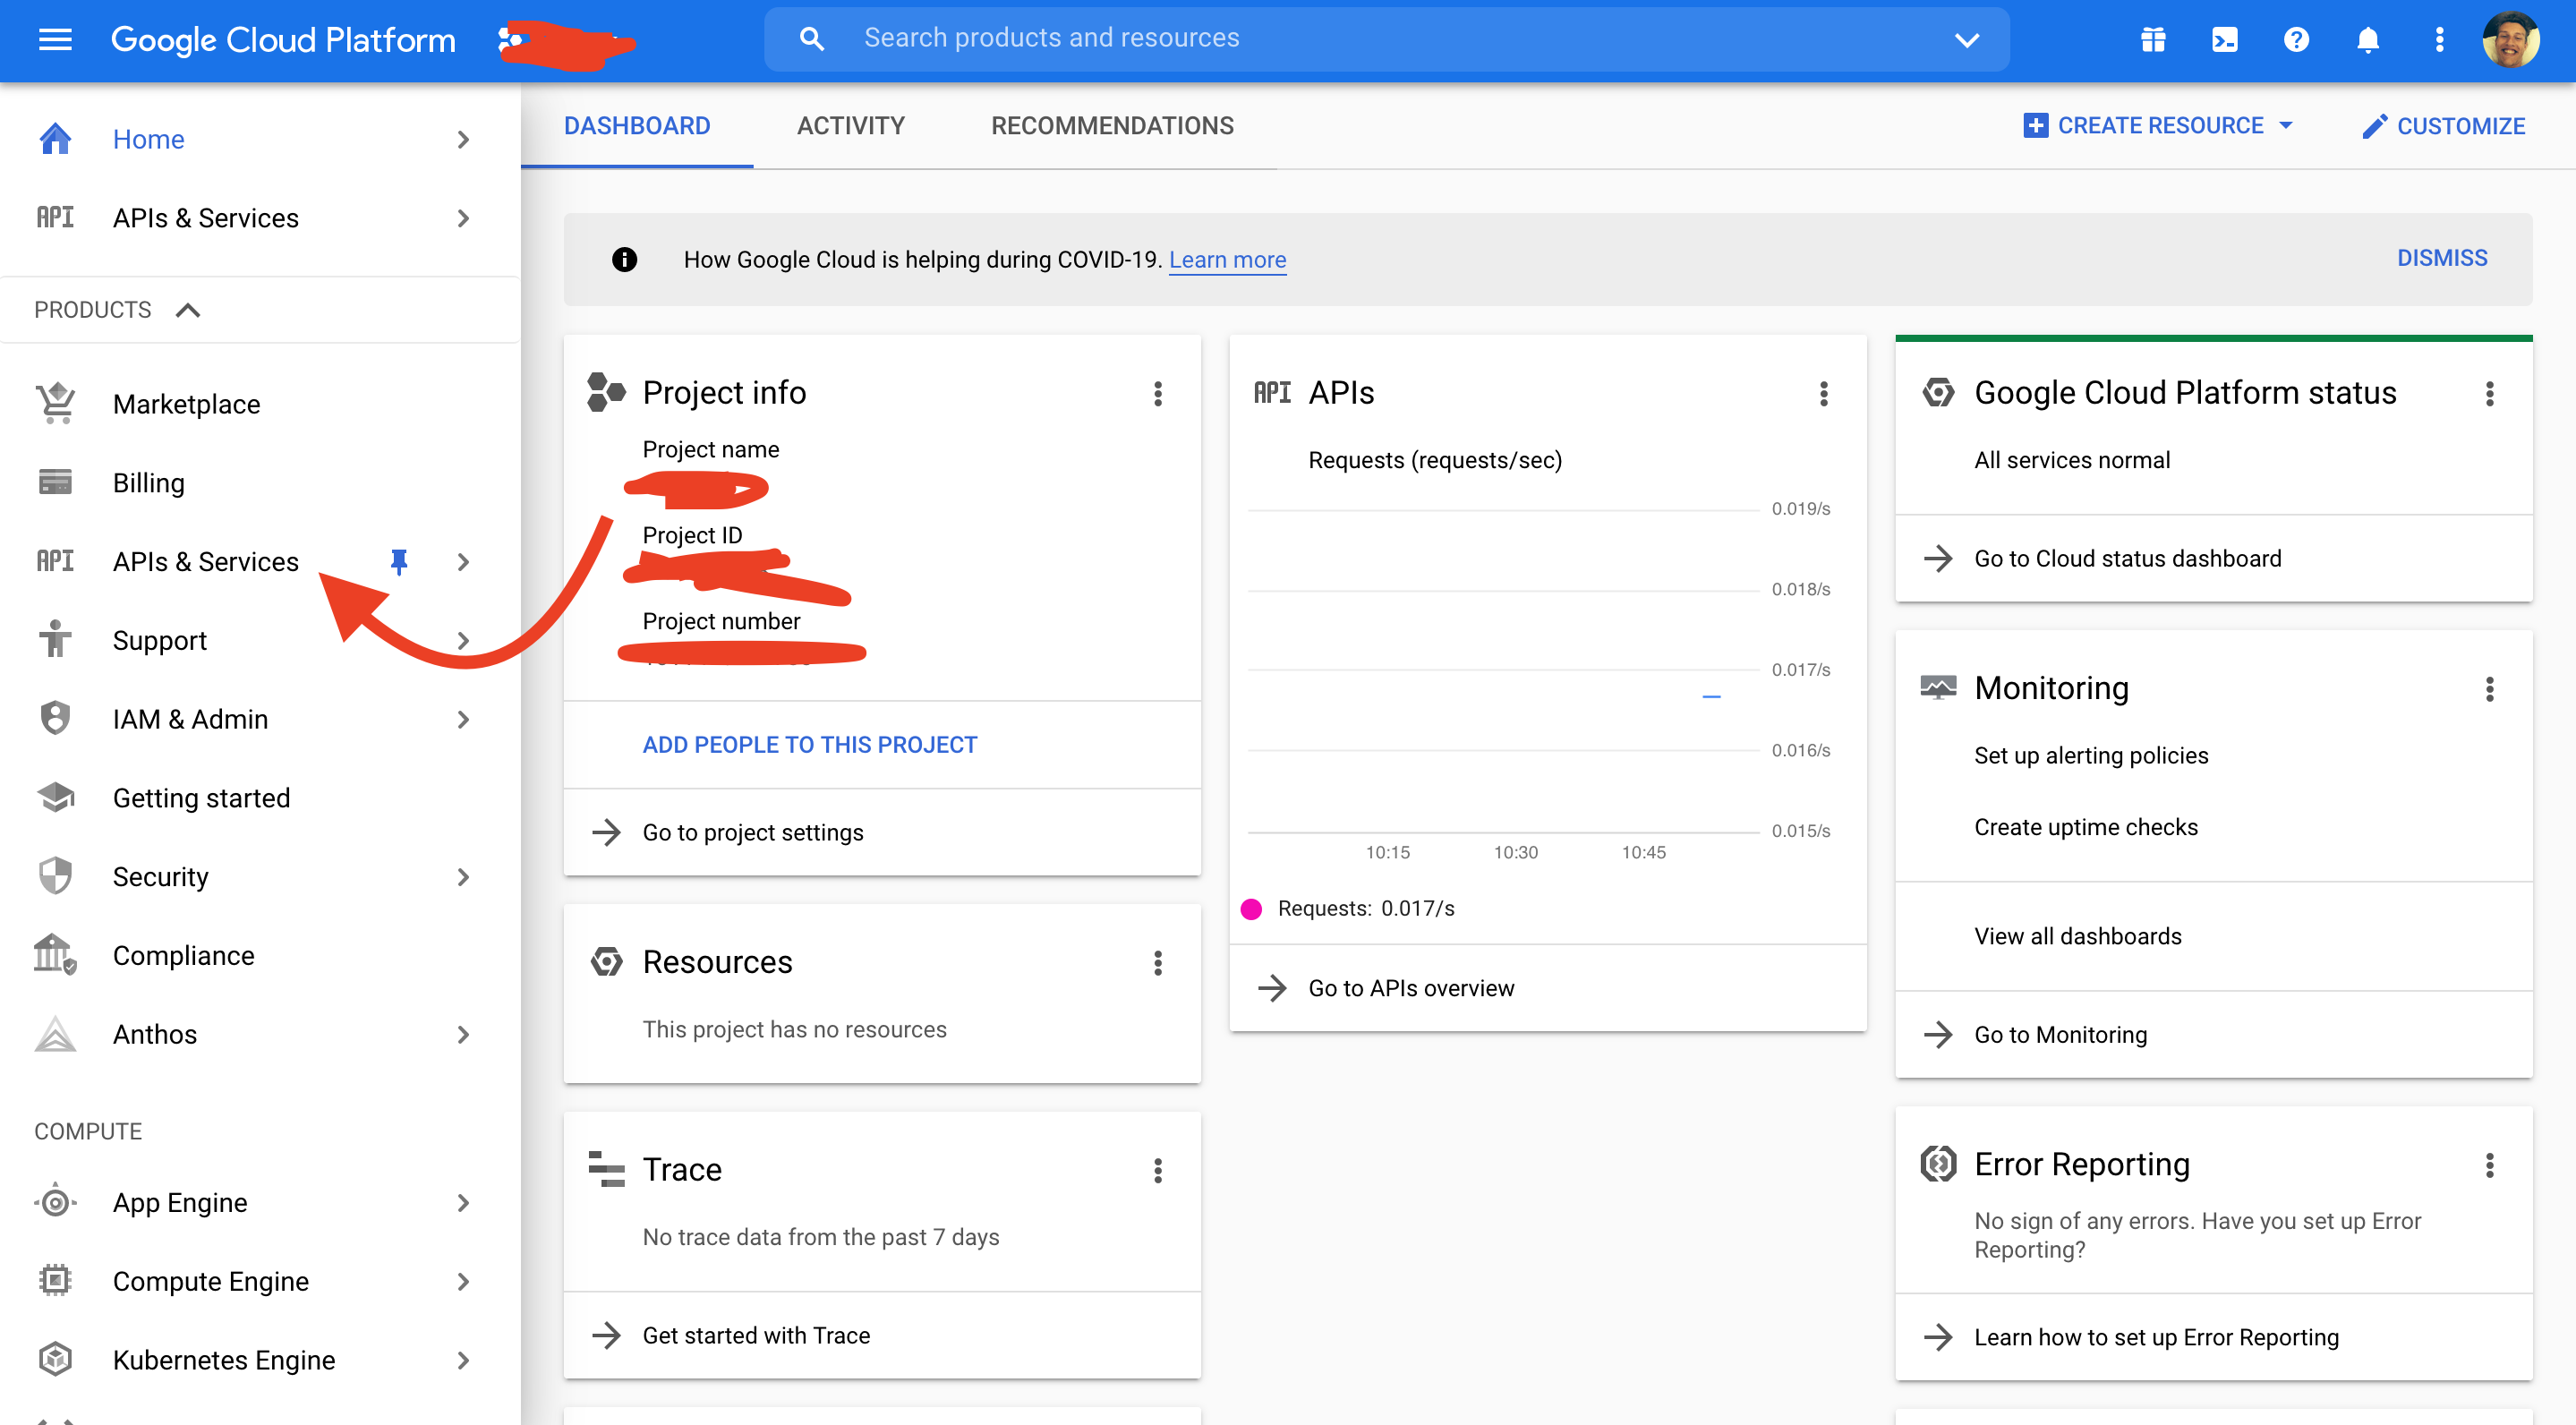 Google Cloud Platform
Search products and resources
Home
API APIs & Services
PRODUCTS
Marketplace
Billing
API APIs & Services
Support
IAM & Admin
Getting started
Security
Compliance
Anthos
COMPUTE
App Engine
Compute Engine
Kubernetes Engine
DASHBOARD ACTIVITY RECOMMENDATIONS
CREATE RESOURCE CUSTOMIZE
How Google Cloud is helping during COVID-19. Learn more
DISMISS
Project info
Project name
Project ID
Project number
ADD PEOPLE TO THIS PROJECT
Go to project settings
Resources
This project has no resources
Trace
No trace data from the past 7 days
Get started with Trace
API APIs
Requests (requests/sec)
0.019/s
0.018/s
0.017/s
0.016/s
0.015/s
10:15 10:30 10:45
Requests: 0.017/s
Go to APIs overview
Google Cloud Platform status
All services normal
Go to Cloud status dashboard
Monitoring
Set up alerting policies
Create uptime checks
View all dashboards
Go to Monitoring
Error Reporting
No sign of any errors. Have you set up Error
Reporting?
Learn how to set up Error Reporting